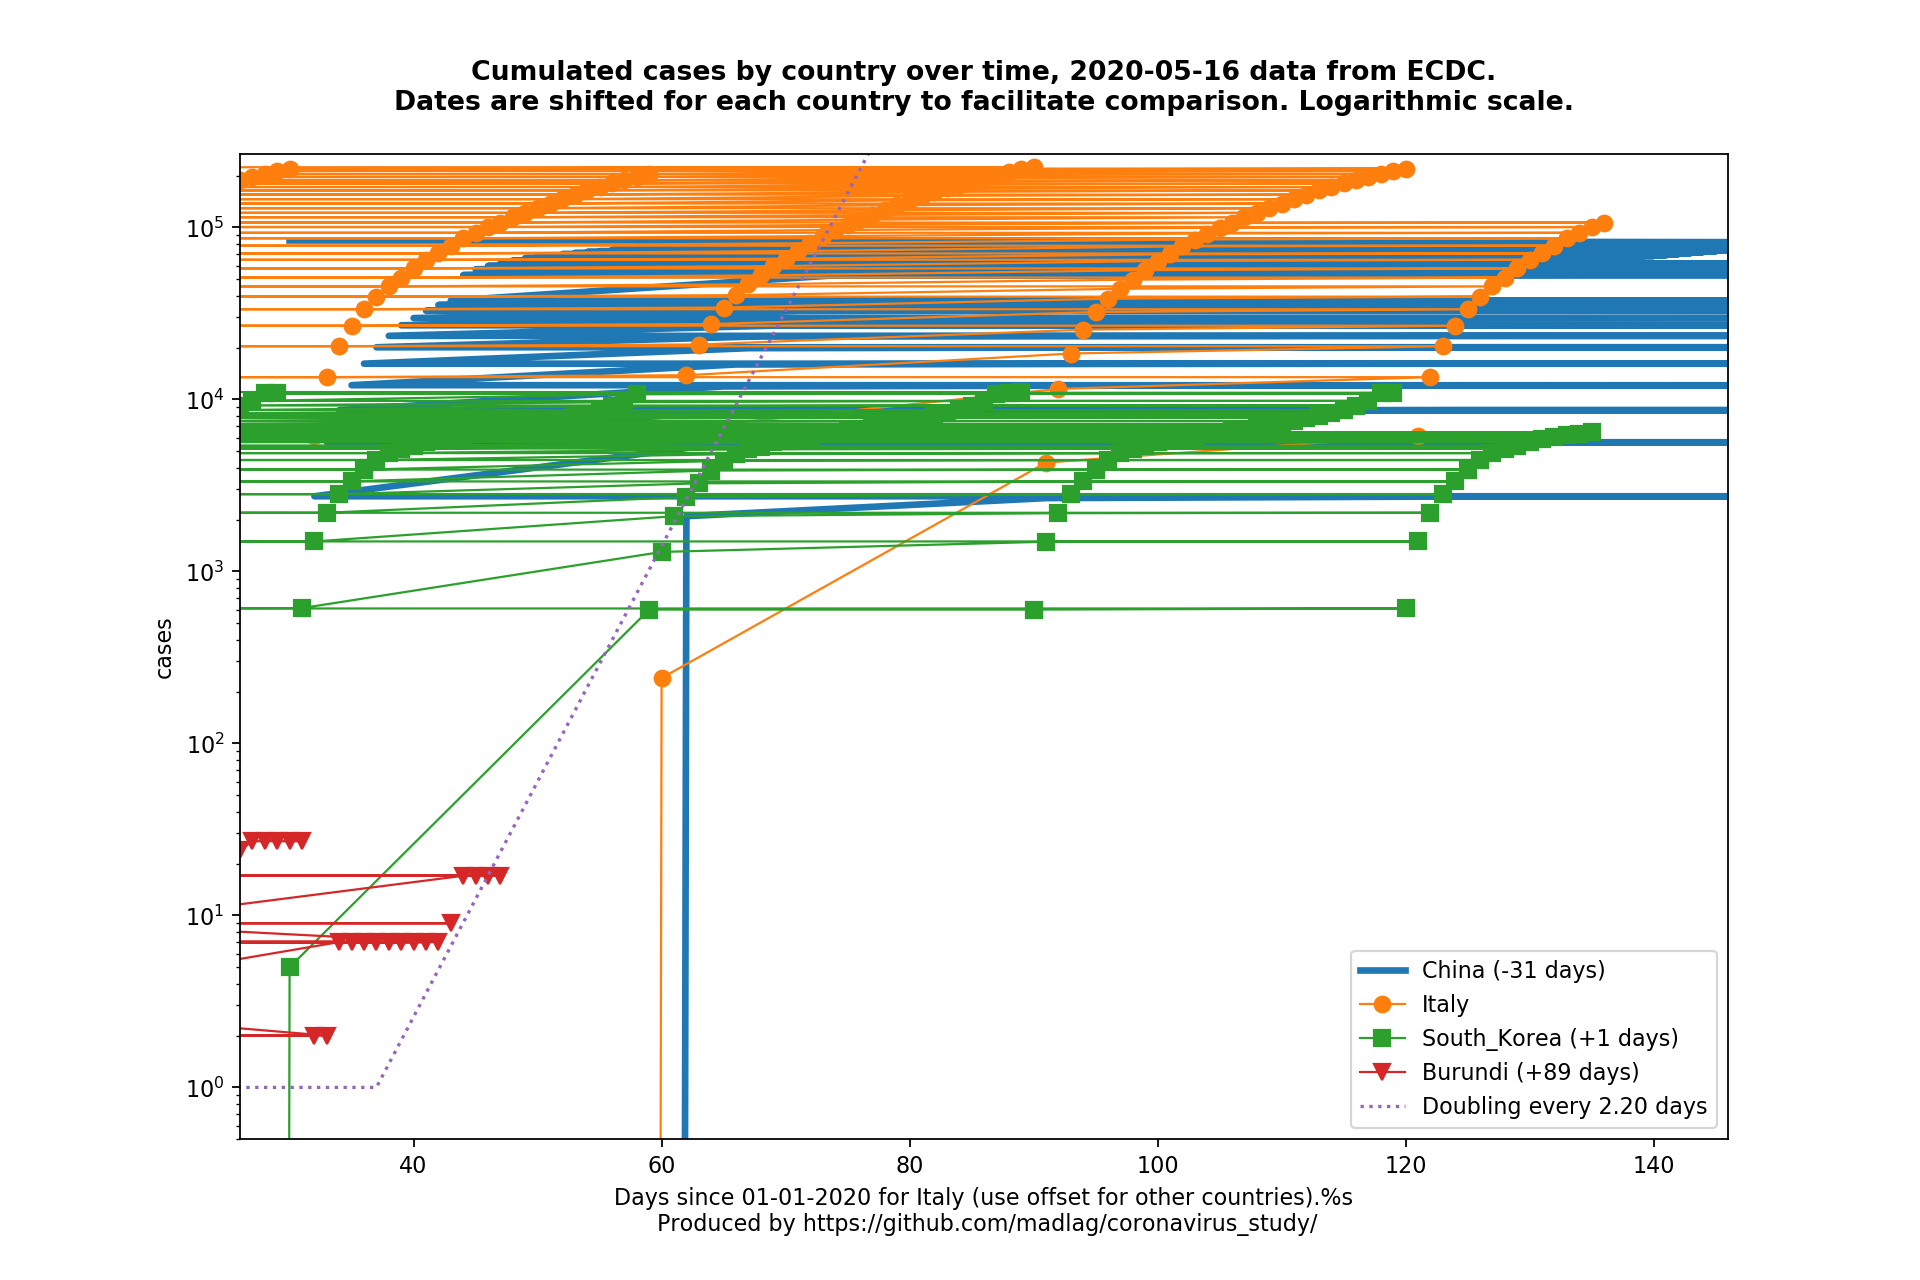 Cumulated cases by country over time, 2020-05-16 data from ECDC.
Dates are shifted for each country to facilitate comparison. Logarithmic scale.
10^5
10^4
10^3
10^2
10^1
10^0
cases
China (-31 days)
Italy
South_Korea (+1 days)
Burundi (+89 days)
Doubling every 2.20 days
40 60 80 100 120 140
Days since 01-01-2020 for Italy (use offset for other countries).%s
Produced by https://github.com/madlag/coronavirus_study/